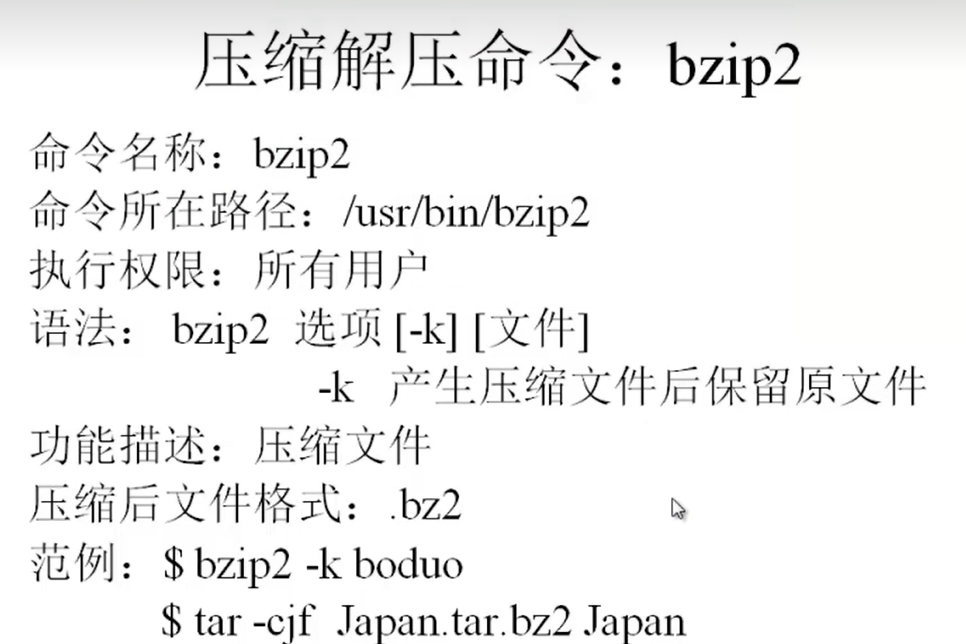 压缩解压命令：bzip2
命令名称：bzip2
命令所在路径：/usr/bin/bzip2
执行权限：所有用户
语法： bzip2 选项 [-k] [文件]
-k 产生压缩文件后保留原文件
功能描述：压缩文件
压缩后文件格式：.bz2
范例：$ bzip2 -k boduo
$ tar -cjf Japan.tar.bz2 Japan